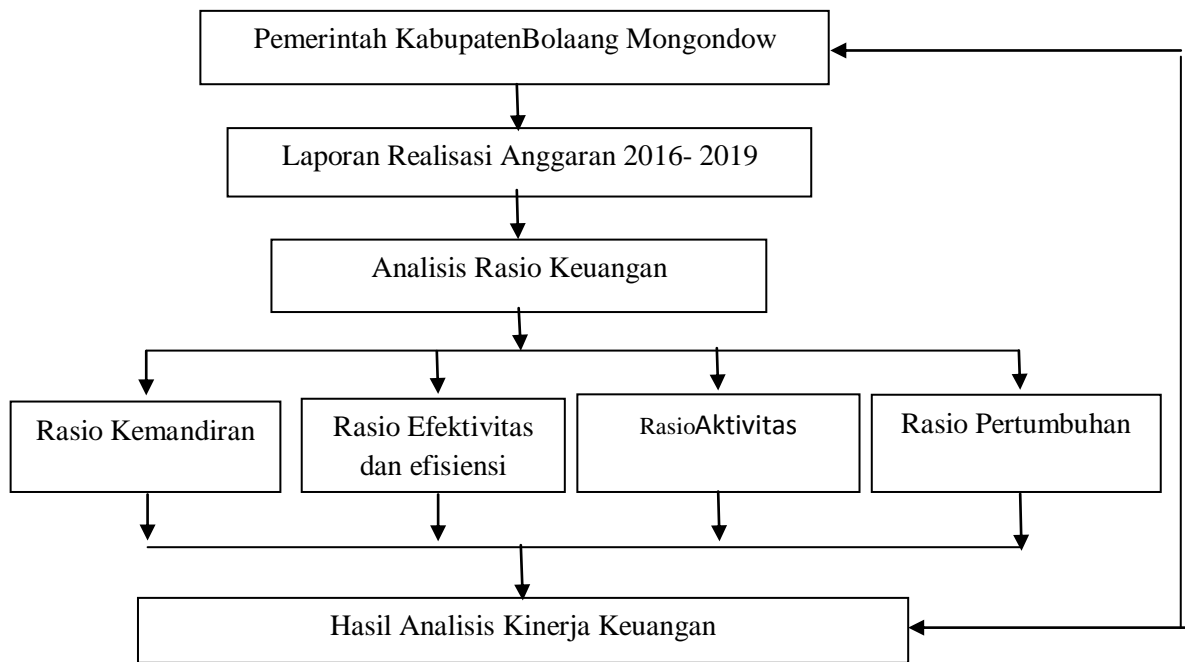 Pemerintah KabupatenBolaang Mongondow
Laporan Realisasi Anggaran 2016- 2019
Analisis Rasio Keuangan
Rasio Kemandiran
Rasio Efektivitas
dan efisiensi
RasioAktivitas
Rasio Pertumbuhan
Hasil Analisis Kinerja Keuangan